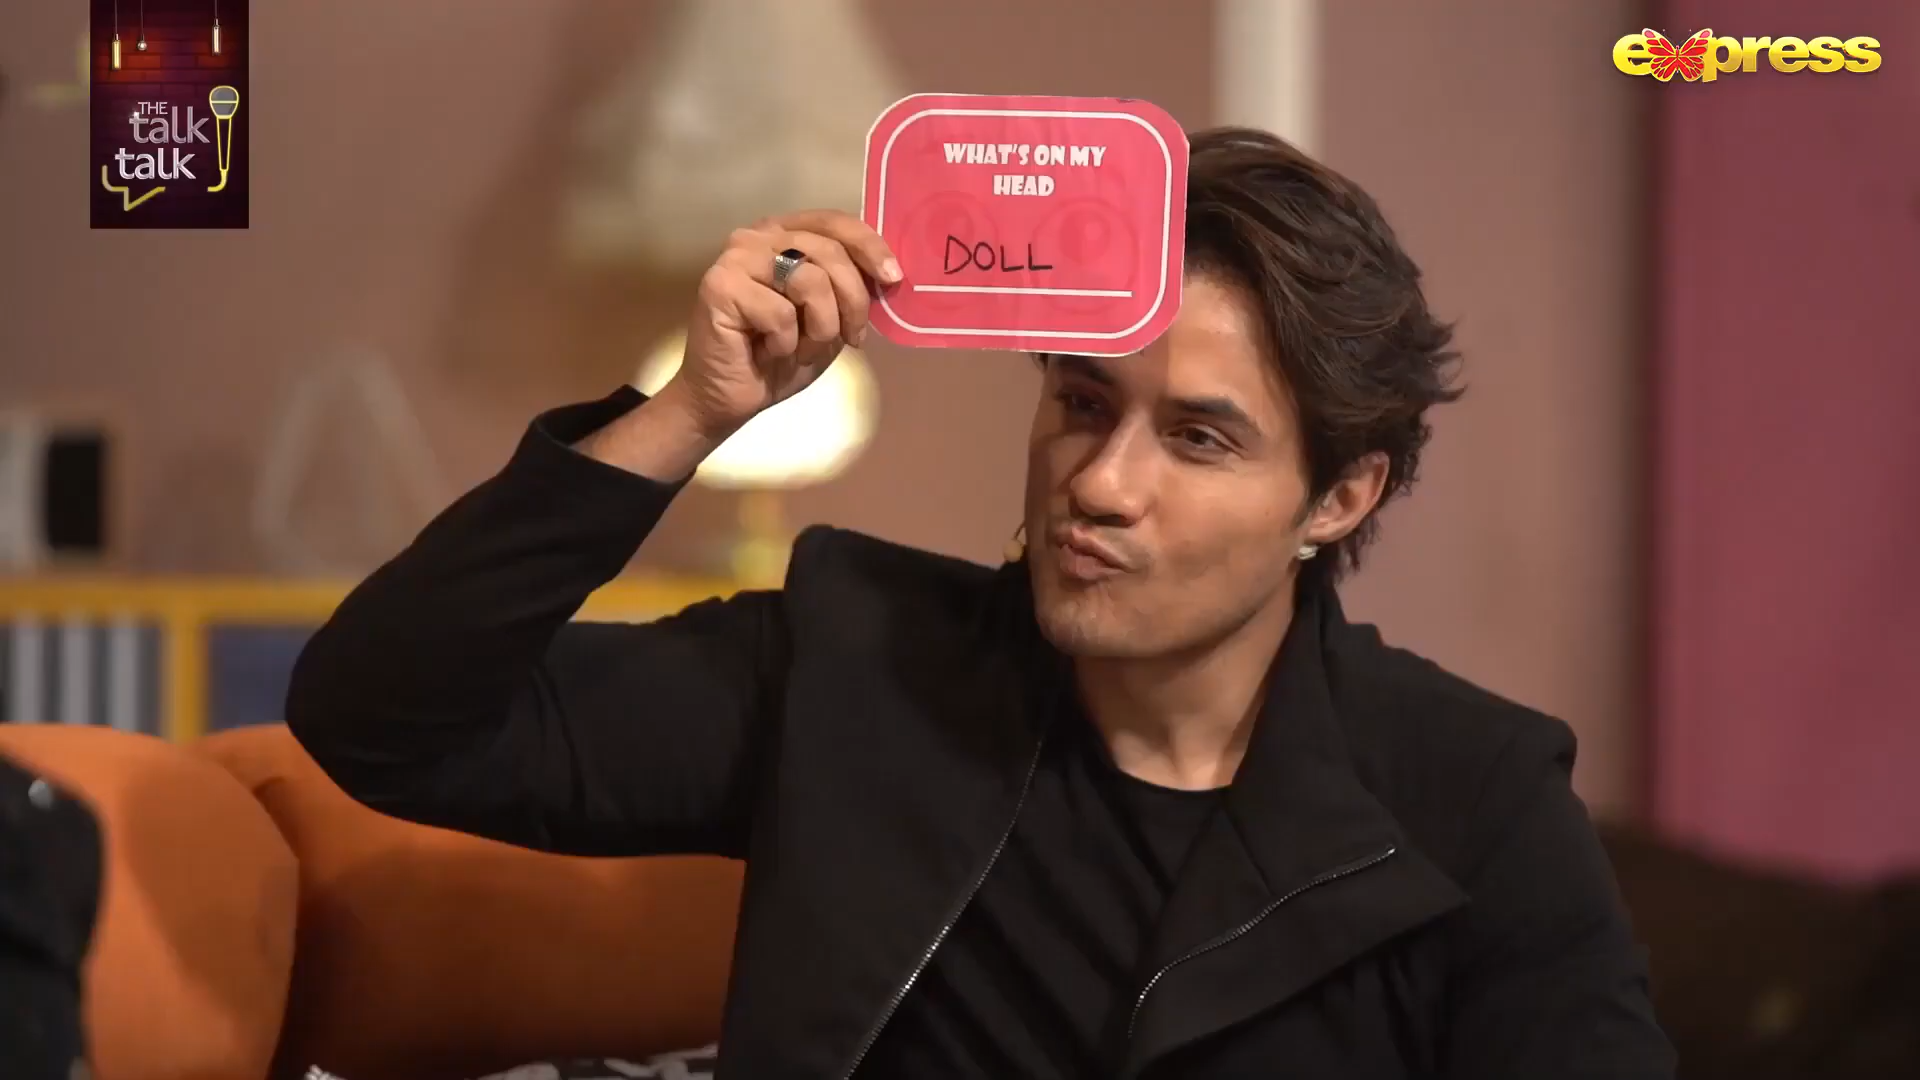 THE
talk
talk
express
WHAT'S ON MY
HEAD
DOLL